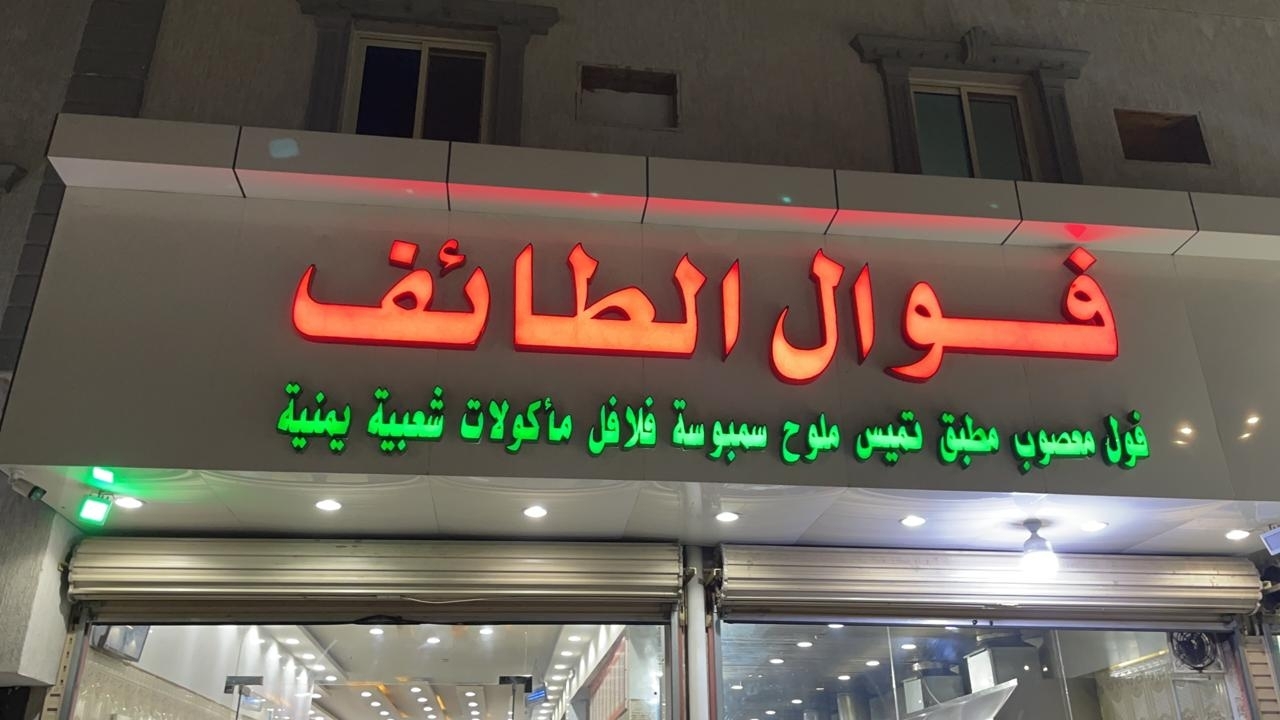 فوال الطائف
فول معصوب مطبق تميس ملوح سمبوسة فلافل مأكولات شعبية يمنية